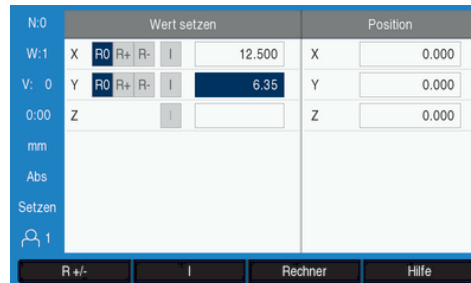 N:0 Wert setzen Position
W:1 X R0 R+ R- I 12.500 X 0.000
V: 0 Y R0 R+ R- I 6.35 Y 0.000
0:00 Z I Z 0.000
mm
Abs
Setzen
1
R +/- I Rechner Hilfe